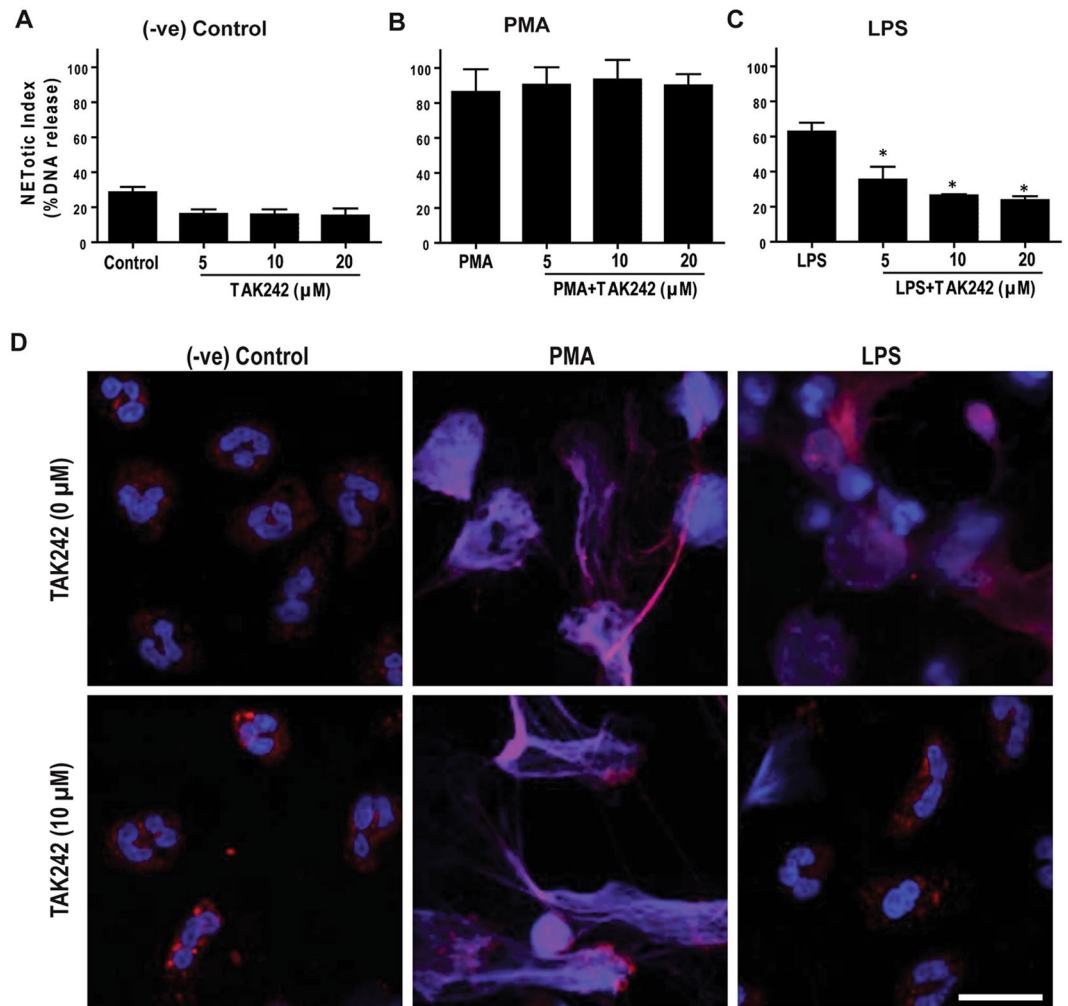 A
(-ve) Control
NETotic Index
(%DNA release)
100
80
60
40
20
0
Control
5
10
20
TAK242 (µM)
B
PMA
100
80
60
40
20
0
PMA
5
10
20
PMA+TAK242 (µM)
C
LPS
100
80
60
40
20
0
*
*
*
LPS
5
10
20
LPS+TAK242 (µM)
D
(-ve) Control
PMA
LPS
TAK242 (0 µM)
TAK242 (10 µM)